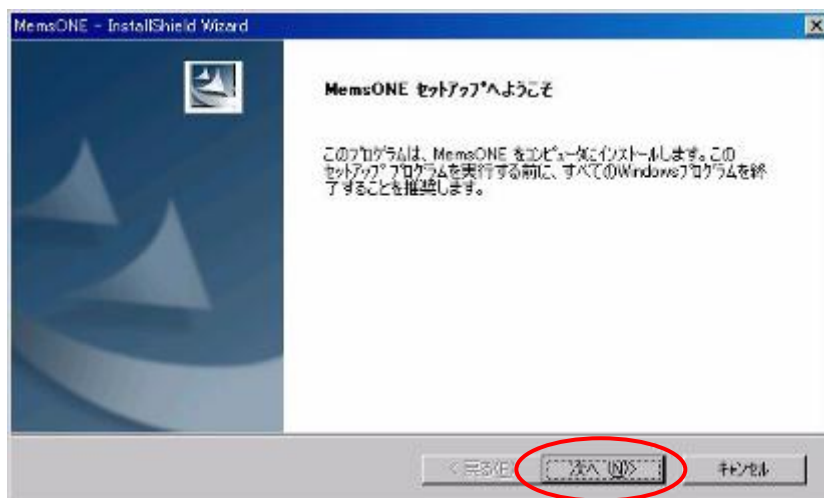 MemsONE - InstallShield Wizard
MemsONE セットアップへようこそ
このプログラムは、MemsONE をコンピュータにインストールします。この
セットアップ プログラムを実行する前に、すべてのWindowsプログラムを終
了することを推奨します。
< 戻る(B)
次へ(N)>
キャンセル